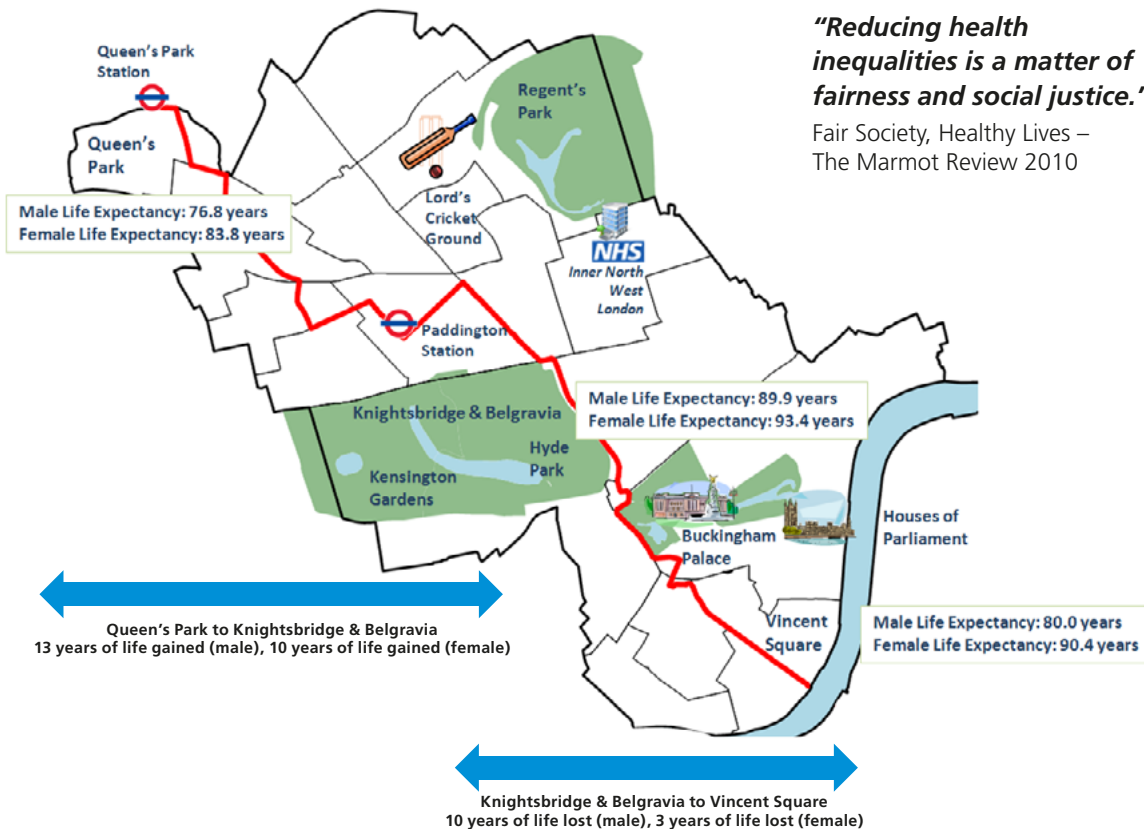 “Reducing health
inequalities is a matter of
fairness and social justice.”
Fair Society, Healthy Lives –
The Marmot Review 2010
Queen's Park
Station
Queen's
Park
Regent's
Park
Lord's
Cricket
Ground
Male Life Expectancy: 76.8 years
Female Life Expectancy: 83.8 years
NHS
Inner North
West
London
Paddington
Station
Male Life Expectancy: 89.9 years
Female Life Expectancy: 93.4 years
Knightsbridge & Belgravia
Hyde
Park
Kensington
Gardens
Buckingham
Palace
Houses of
Parliament
Vincent
Square
Male Life Expectancy: 80.0 years
Female Life Expectancy: 90.4 years
Queen’s Park to Knightsbridge & Belgravia
13 years of life gained (male), 10 years of life gained (female)
Knightsbridge & Belgravia to Vincent Square
10 years of life lost (male), 3 years of life lost (female)